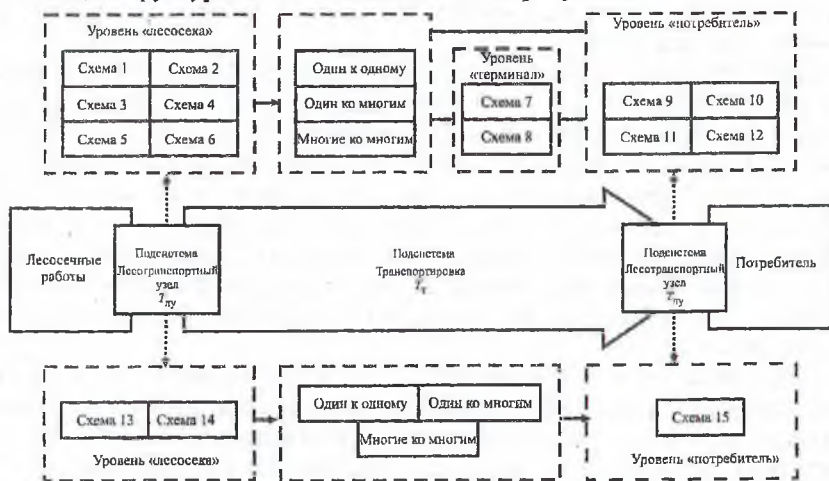 Уровень «лесосека»
Схема 1 Схема 2
Схема 3 Схема 4
Схема 5 Схема 6
Один к одному
Один ко многим
Многие ко многим
Уровень
«терминал»
Схема 7
Схема 8
Уровень «потребитель»
Схема 9 Схема 10
Схема 11 Схема 12
Лесосечные
работы
Подсистема
Лесотранспортный
узел
Tлу
Подсистема
Транспортировка
Tт
Подсистема
Лесотранспортный
узел
Tлу
Потребитель
Схема 13 Схема 14
Уровень «лесосека»
Один к одному Один ко многим
Многие ко многим
Схема 15
Уровень «потребитель»